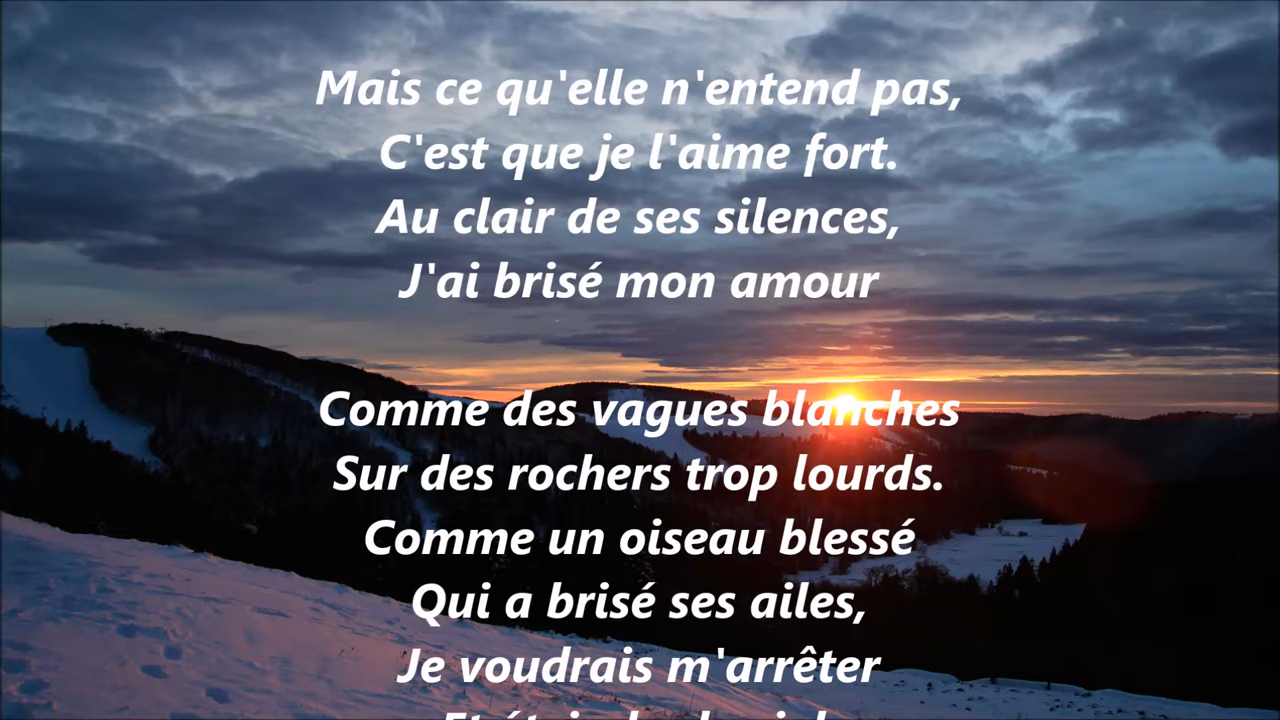 Mais ce qu'elle n'entend pas,
C'est que je l'aime fort.
Au clair de ses silences,
J'ai brisé mon amour
Comme des vagues blanches
Sur des rochers trop lourds.
Comme un oiseau blessé
Qui a brisé ses ailes,
Je voudrais m'arrêter